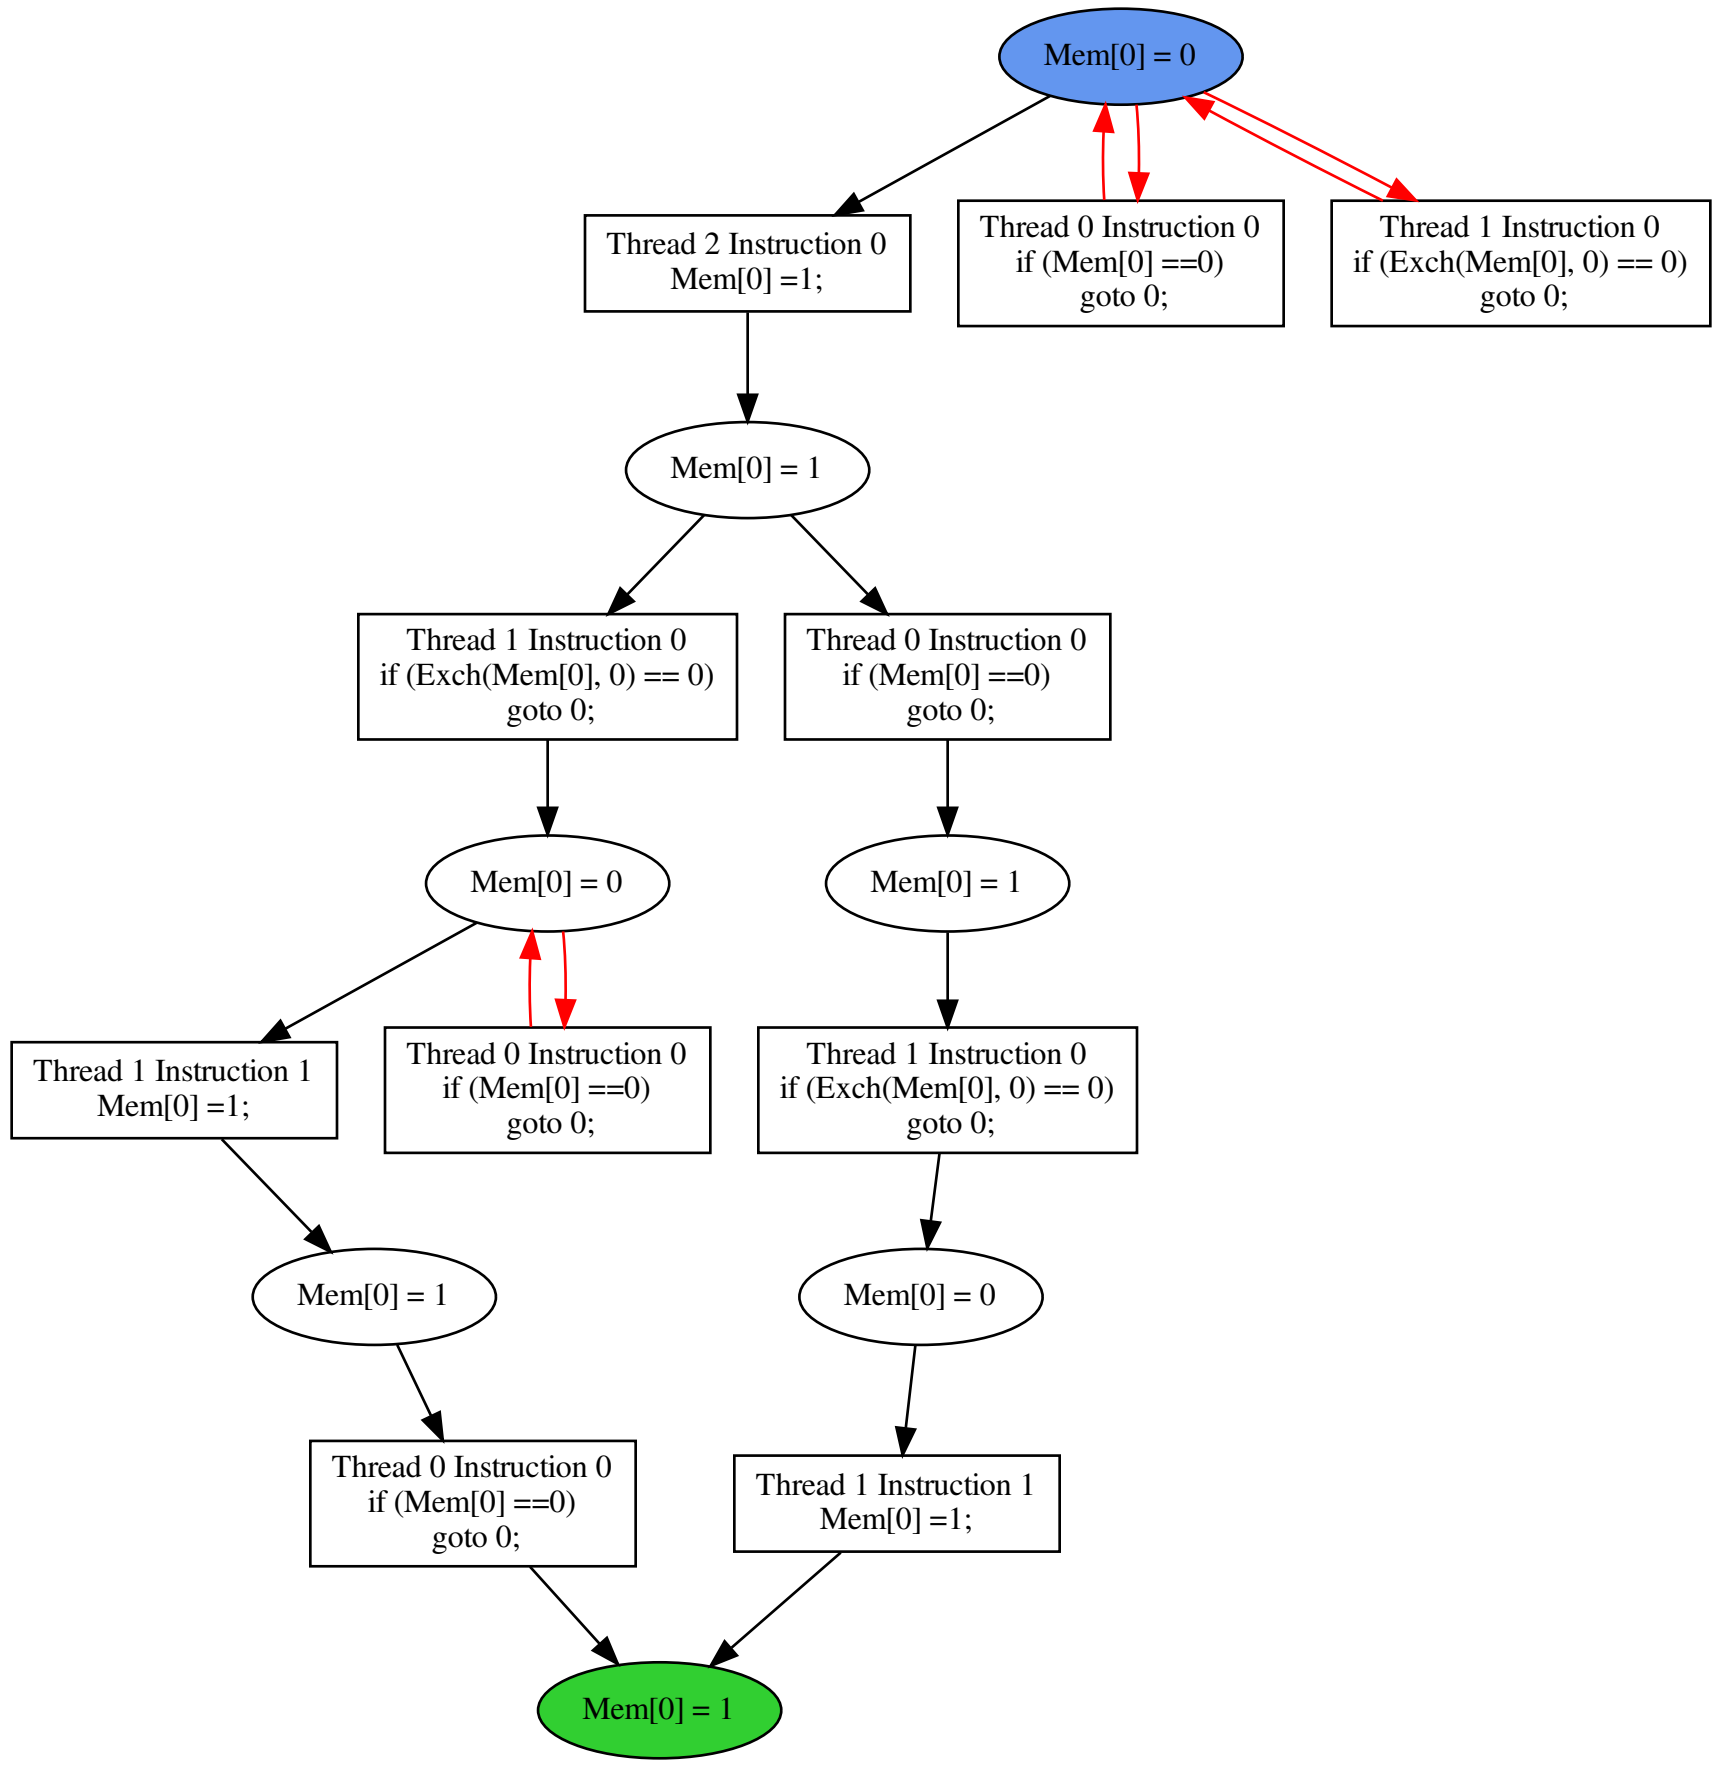 Mem[0] = 0
Thread 2 Instruction 0
Mem[0] =1;
Thread 0 Instruction 0
if (Mem[0] ==0)
goto 0;
Thread 1 Instruction 0
if (Exch(Mem[0], 0) == 0)
goto 0;
Mem[0] = 1
Thread 1 Instruction 0
if (Exch(Mem[0], 0) == 0)
goto 0;
Thread 0 Instruction 0
if (Mem[0] ==0)
goto 0;
Mem[0] = 0
Mem[0] = 1
Thread 1 Instruction 1
Mem[0] =1;
Thread 0 Instruction 0
if (Mem[0] ==0)
goto 0;
Thread 1 Instruction 0
if (Exch(Mem[0], 0) == 0)
goto 0;
Mem[0] = 1
Mem[0] = 0
Thread 0 Instruction 0
if (Mem[0] ==0)
goto 0;
Thread 1 Instruction 1
Mem[0] =1;
Mem[0] = 1